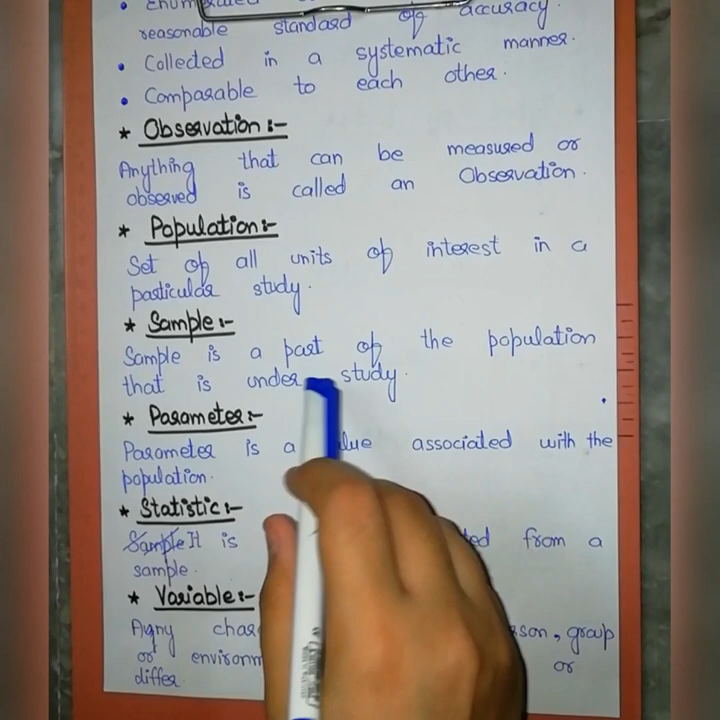 reasonable standard of accuracy.
• Collected in a systematic manner.
• Comparable to each other.
* Observation:-
Anything that can be measured or
observed is called an Observation.
* Population:-
Set of all units of interest in a
particular study.
* Sample:-
Sample is a part of the population
that is under study.
* Parameter:-
Parameter is a associated with the
population.
* Statistic:-
Sample It is from a
sample.
* Variable:-
group
or or
differ